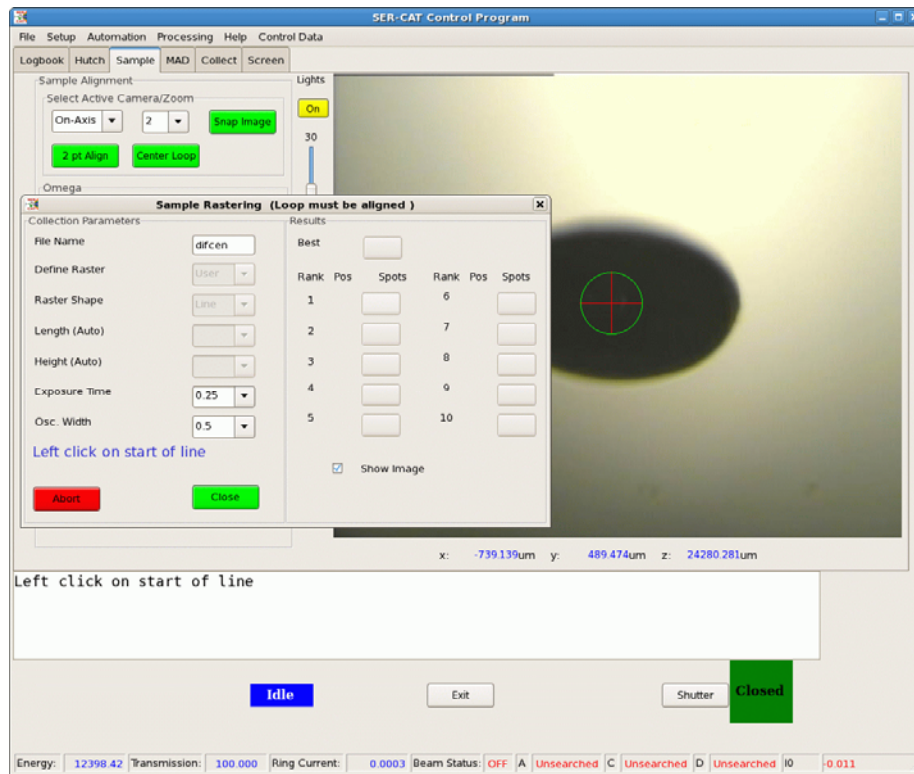 SER-CAT Control Program
File Setup Automation Processing Help Control Data
Logbook Hutch Sample MAD Collect Screen
Sample Alignment
Lights
Select Active Camera/Zoom
On-Axis 2 Snap Image
On
30
2 pt Align Center Loop
Omega
Sample Rastering (Loop must be aligned )
Collection Parameters
Results
File Name difcen
Best
Define Raster User
Rank Pos Spots Rank Pos Spots
Raster Shape Line
1 6
Length (Auto)
2 7
Height (Auto)
3 8
Exposure Time 0.25
4 9
Osc. Width 0.5
5 10
Left click on start of line
Show Image
Abort Close
x: -739.139um y: 489.474um z: 24280.281um
Left click on start of line
Idle Exit Shutter Closed
Energy: 12398.42 Transmission: 100.000 Ring Current: 0.0003 Beam Status: OFF A Unsearched C Unsearched D Unsearched I0 -0.011